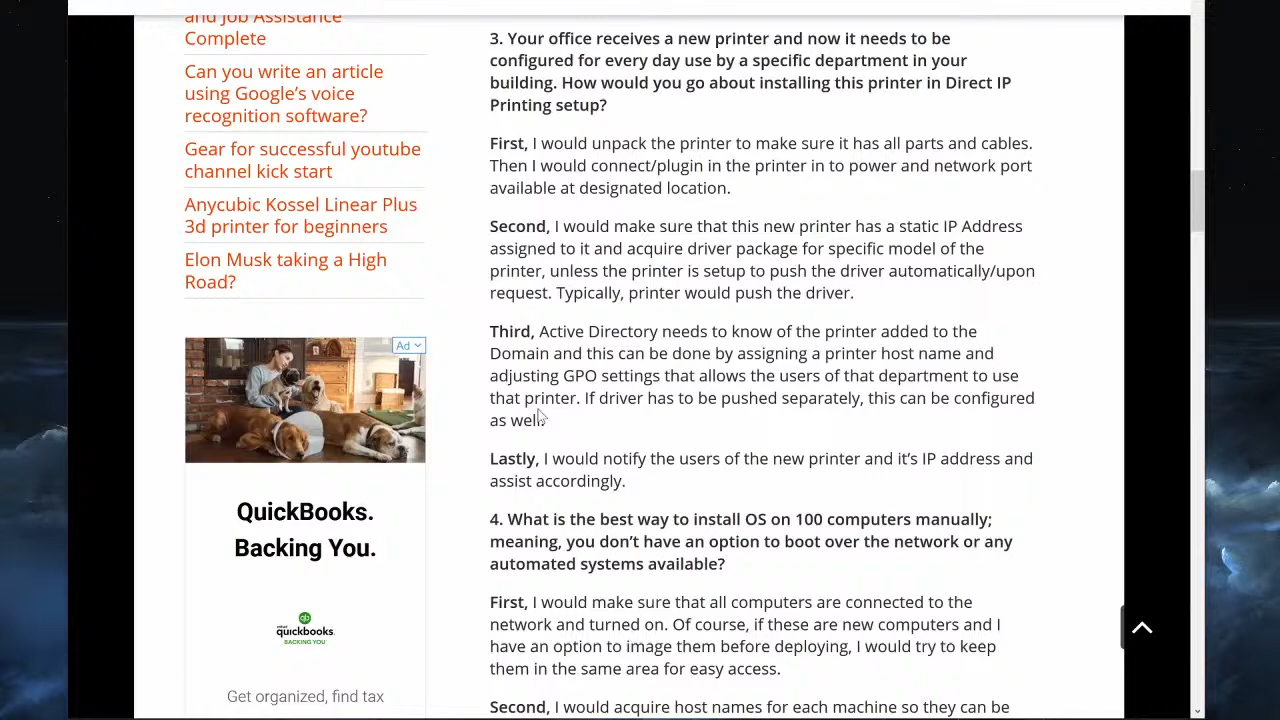 and Job Assistance
Complete
Can you write an article
using Google's voice
recognition software?
Gear for successful youtube
channel kick start
Anycubic Kossel Linear Plus
3d printer for beginners
Elon Musk taking a High
Road?
Ad
QuickBooks.
Backing You.
qb
intuit
quickbooks.
BACKING YOU™
Get organized, find tax
3. Your office receives a new printer and now it needs to be
configured for every day use by a specific department in your
building. How would you go about installing this printer in Direct IP
Printing setup?
First, I would unpack the printer to make sure it has all parts and cables.
Then I would connect/plugin in the printer in to power and network port
available at designated location.
Second, I would make sure that this new printer has a static IP Address
assigned to it and acquire driver package for specific model of the
printer, unless the printer is setup to push the driver automatically/upon
request. Typically, printer would push the driver.
Third, Active Directory needs to know of the printer added to the
Domain and this can be done by assigning a printer host name and
adjusting GPO settings that allows the users of that department to use
that printer. If driver has to be pushed separately, this can be configured
as well.
Lastly, I would notify the users of the new printer and it's IP address and
assist accordingly.
4. What is the best way to install OS on 100 computers manually;
meaning, you don't have an option to boot over the network or any
automated systems available?
First, I would make sure that all computers are connected to the
network and turned on. Of course, if these are new computers and I
have an option to image them before deploying, I would try to keep
them in the same area for easy access.
Second, I would acquire host names for each machine so they can be